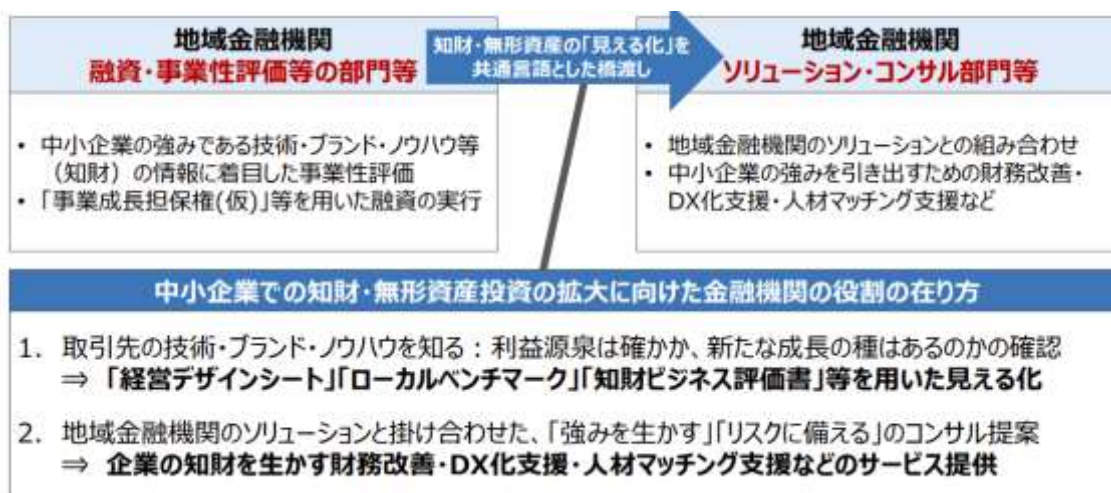 地域金融機関
融資・事業性評価等の部門等
・ 中小企業の強みである技術・ブランド・ノウハウ等
（知財）の情報に着目した事業性評価
・ 「事業成長担保権(仮)」等を用いた融資の実行
知財・無形資産の「見える化」を
共通言語とした橋渡し
地域金融機関
ソリューション・コンサル部門等
・ 地域金融機関のソリューションとの組み合わせ
・ 中小企業の強みを引き出すための財務改善・
DX化支援・人材マッチング支援など
中小企業での知財・無形資産投資の拡大に向けた金融機関の役割の在り方
1. 取引先の技術・ブランド・ノウハウを知る：利益源泉は確かか、新たな成長の種はあるのかの確認
⇒ 「経営デザインシート」「ローカルベンチマーク」「知財ビジネス評価書」等を用いた見える化
2. 地域金融機関のソリューションと掛け合わせた、「強みを生かす」「リスクに備える」のコンサル提案
⇒ 企業の知財を生かす財務改善・DX化支援・人材マッチング支援などのサービス提供